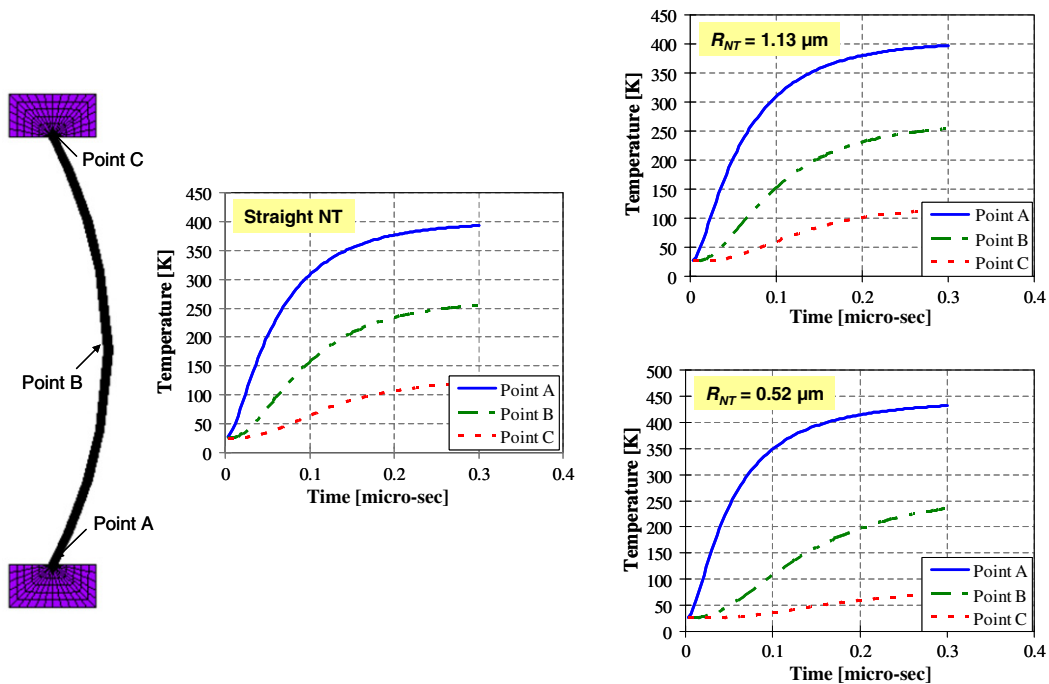 Point C
Point B
Point A
Straight NT
Temperature [K]
450
400
350
300
250
200
150
100
50
0
0 0.1 0.2 0.3 0.4
Time [micro-sec]
Point A
Point B
Point C
R_NT = 1.13 µm
Temperature [K]
450
400
350
300
250
200
150
100
50
0
0 0.1 0.2 0.3 0.4
Time [micro-sec]
Point A
Point B
Point C
R_NT = 0.52 µm
Temperature [K]
500
450
400
350
300
250
200
150
100
50
0
0 0.1 0.2 0.3 0.4
Time [micro-sec]
Point A
Point B
Point C